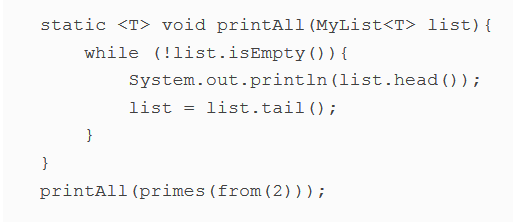 static <T> void printAll(MyList<T> list){
    while (!list.isEmpty()){
        System.out.println(list.head());
        list = list.tail();
    }
}
printAll(primes(from(2)));